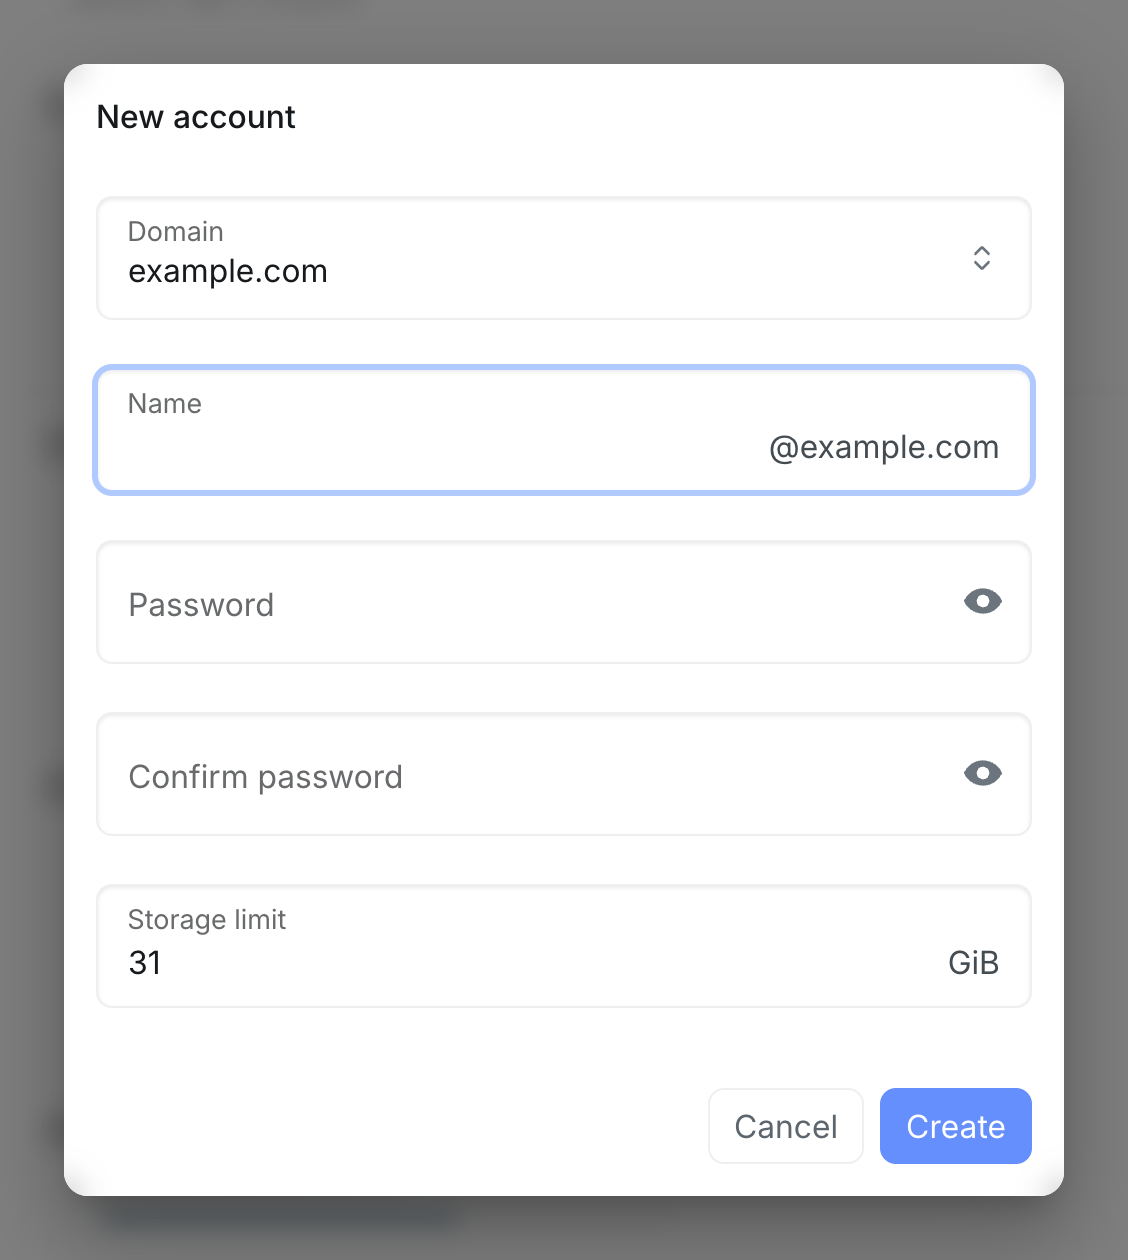 New account
Domain
example.com
Name
@example.com
Password
Confirm password
Storage limit
31 GiB
Cancel Create